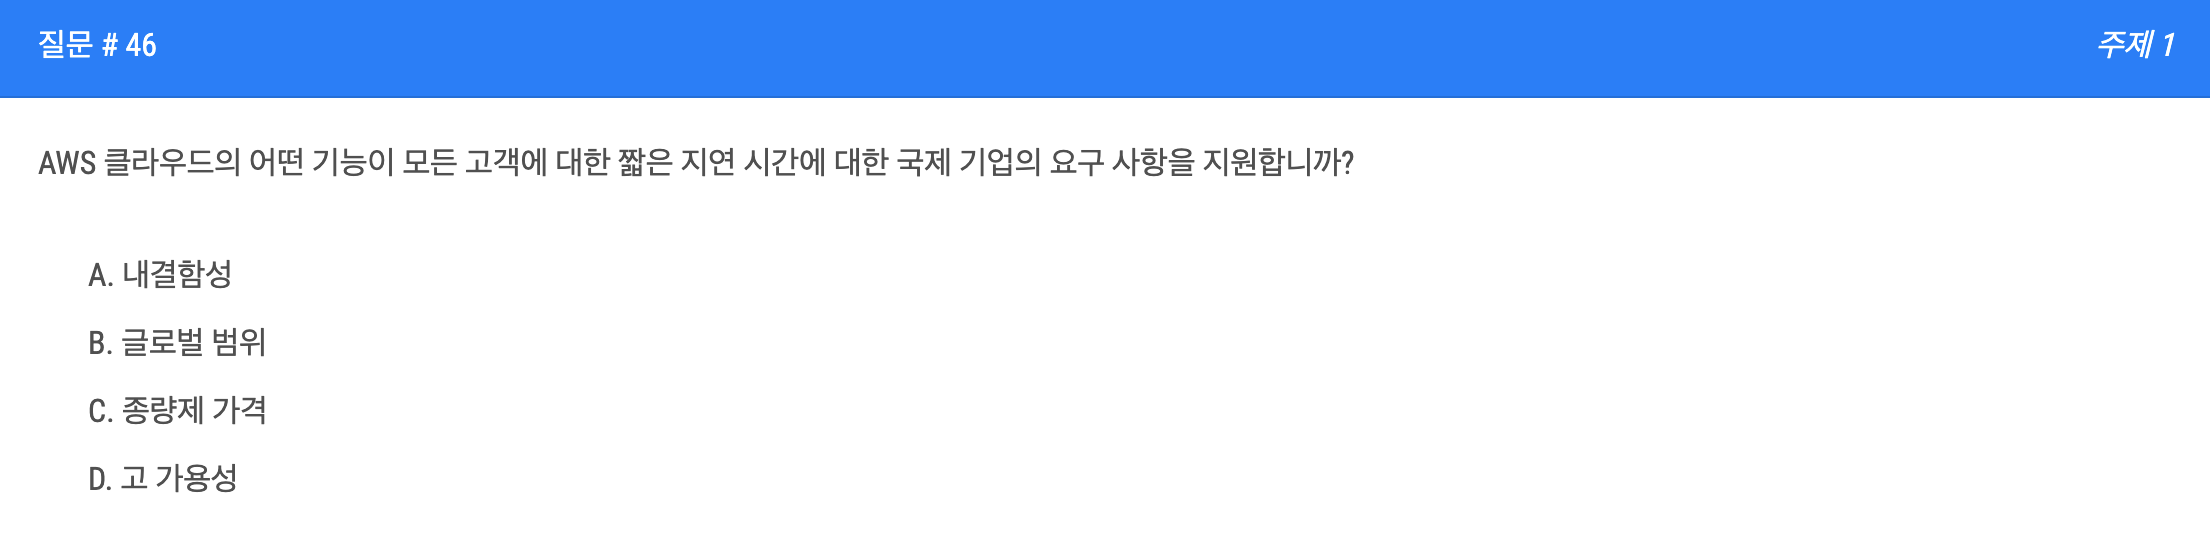 질문 # 46
주제 1
AWS 클라우드의 어떤 기능이 모든 고객에 대한 짧은 지연 시간에 대한 국제 기업의 요구 사항을 지원합니까?
A. 내결함성
B. 글로벌 범위
C. 종량제 가격
D. 고 가용성